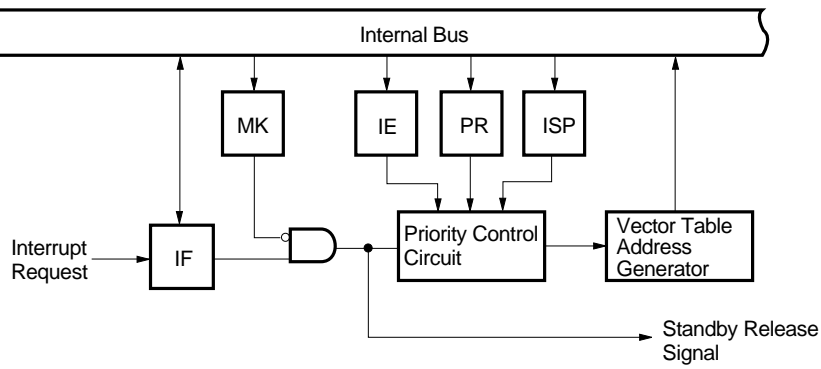 Internal Bus
MK
IE
PR
ISP
Interrupt
Request
IF
Priority Control
Circuit
Vector Table
Address
Generator
Standby Release
Signal